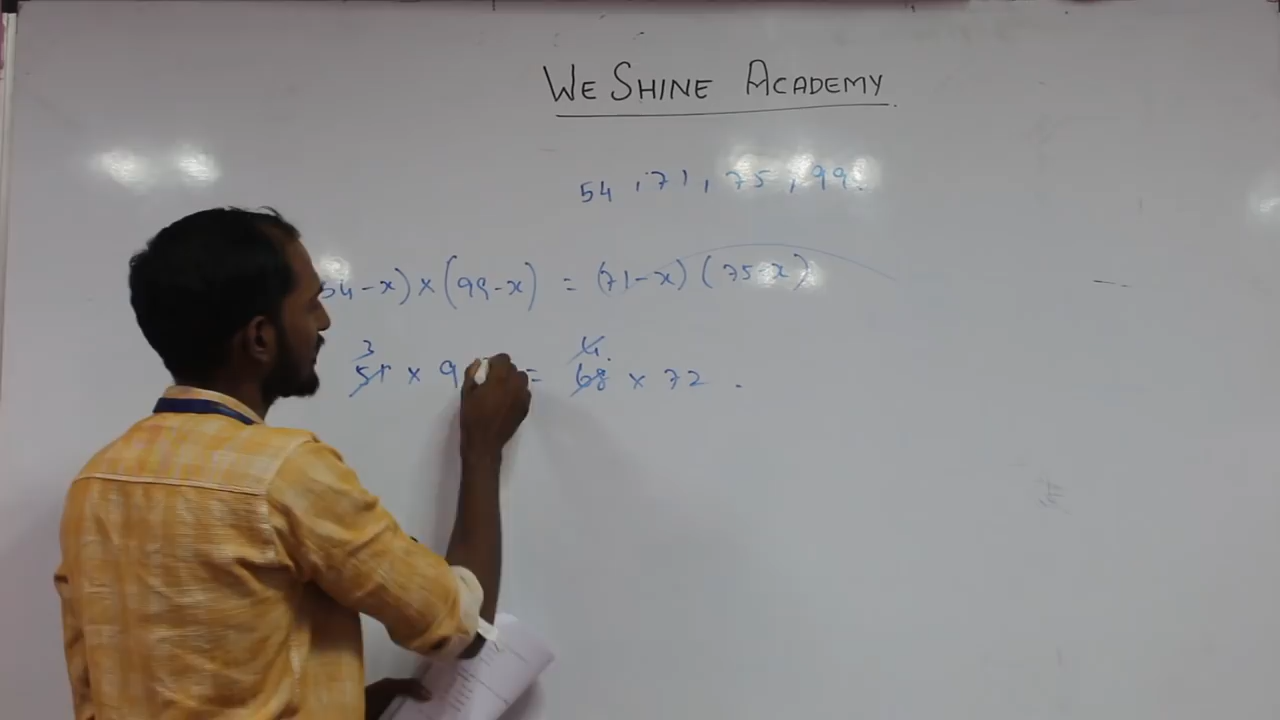 WE SHINE ACADEMY
54 , 71 , 75 , 99.
54 - x) × (99 - x) = (71 - x) (75 - x)
3 4
51 × 9 = 68 × 72 .